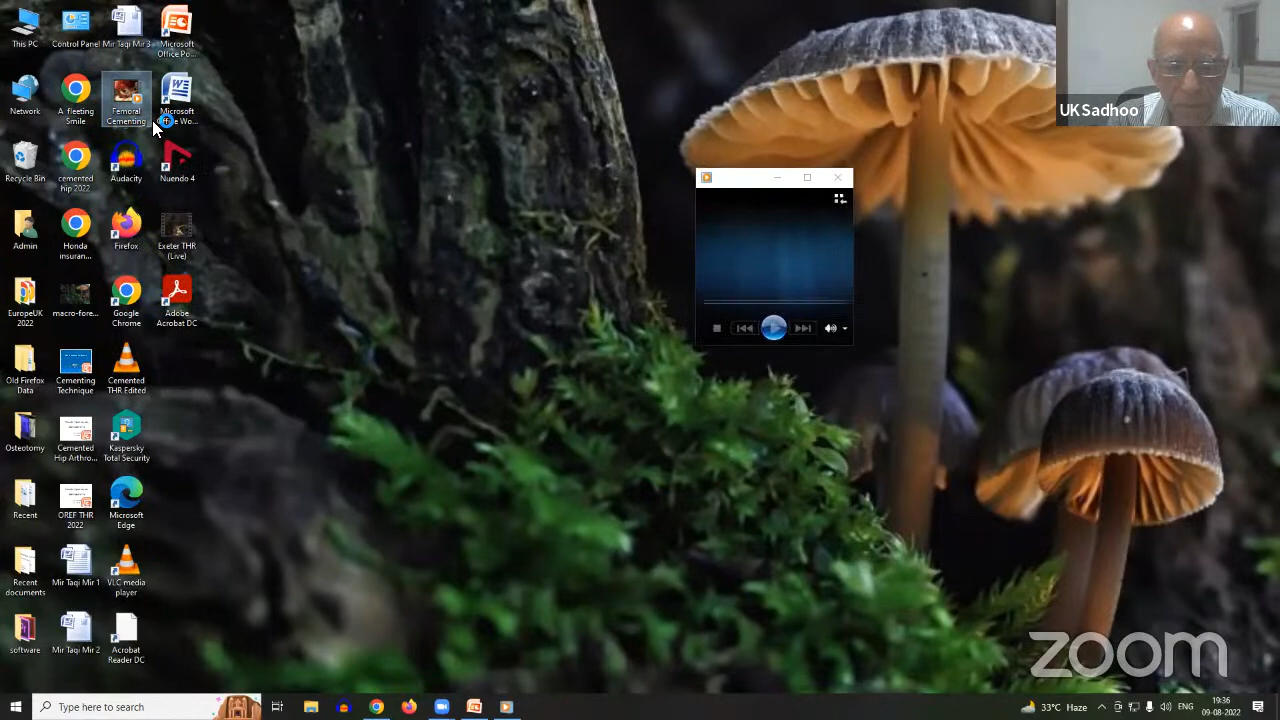 This PC
Control Panel
Mir Taqi Mir 3
Microsoft
Office Po...
UK Sadhoo
Network
A fleeting
Smile
Femoral
Cementing
Microsoft
Office Wo...
Recycle Bin
cemented
hip 2022
Audacity
Nuendo 4
Admin
Honda
insuran...
Firefox
Exeter THR
(Live)
EuropeUK
2022
macro-fore...
Google
Chrome
Adobe
Acrobat DC
Old Firefox
Data
Cementing
Technique
Cemented
THR Edited
Osteotomy
Cemented
Hip Arthro...
Kaspersky
Total Security
Recent
OREF THR
2022
Microsoft
Edge
Recent
documents
Mir Taqi Mir 1
VLC media
player
software
Mir Taqi Mir 2
Acrobat
Reader DC
zoom
Type here to search
33°C Haze
ENG
19:36
09-08-2022